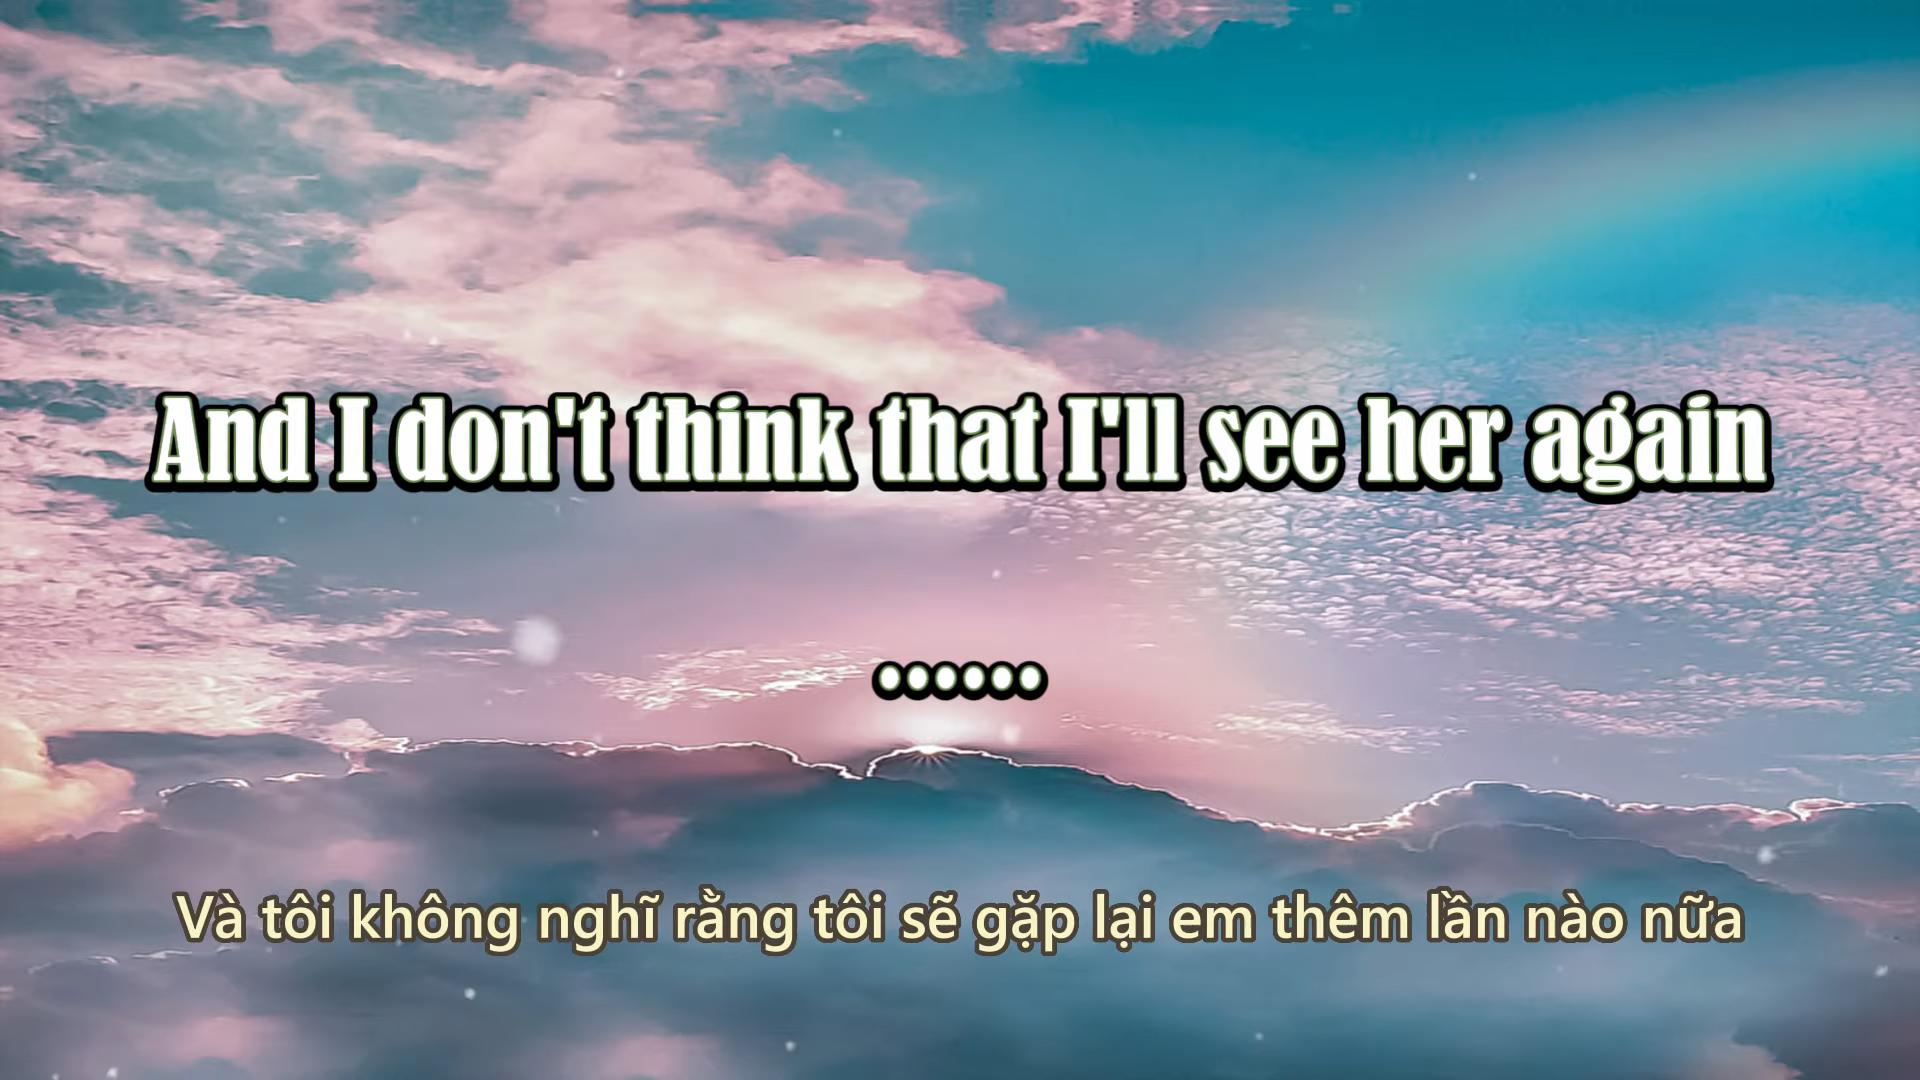 And I don't think that I'll see her again
••••••
Và tôi không nghĩ rằng tôi sẽ gặp lại em thêm lần nào nữa